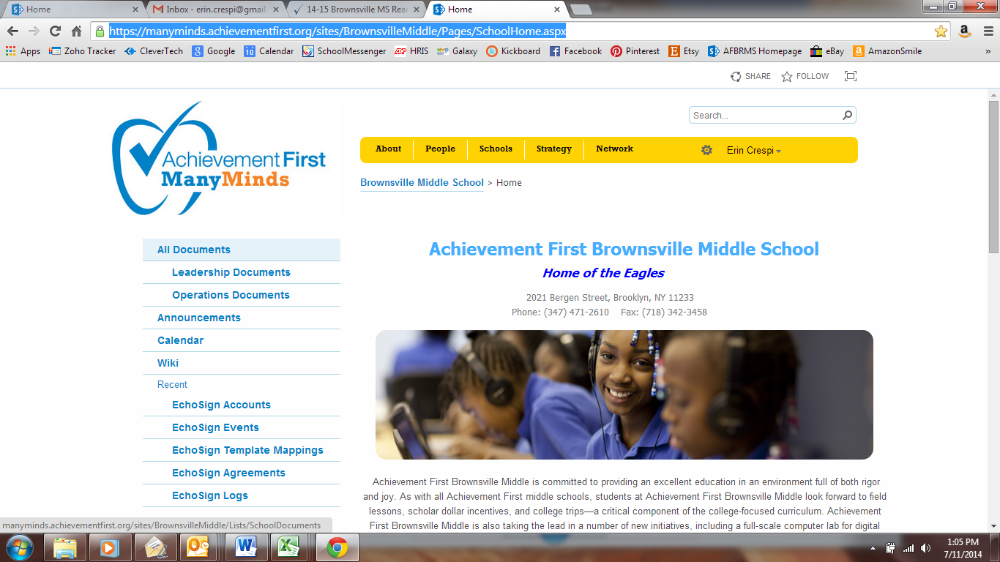 Home
Inbox - erin.crespi@gmail.
14-15 Brownsville MS Rea
Home
https://manyminds.achievementfirst.org/sites/BrownsvilleMiddle/Pages/SchoolHome.aspx
Apps Zoho Tracker CleverTech Google Calendar SchoolMessenger HRIS Galaxy Kickboard Facebook Pinterest Etsy AFBRMS Homepage eBay AmazonSmile »
SHARE FOLLOW
Achievement First
ManyMinds
Search...
About People Schools Strategy Network Erin Crespi
Brownsville Middle School > Home
All Documents
Leadership Documents
Operations Documents
Announcements
Calendar
Wiki
Recent
EchoSign Accounts
EchoSign Events
EchoSign Template Mappings
EchoSign Agreements
EchoSign Logs
Achievement First Brownsville Middle School
Home of the Eagles
2021 Bergen Street, Brooklyn, NY 11233
Phone: (347) 471-2610 Fax: (718) 342-3458
Achievement First Brownsville Middle is committed to providing an excellent education in an environment full of both rigor
and joy. As with all Achievement First middle schools, students at Achievement First Brownsville Middle look forward to field
lessons, scholar dollar incentives, and college trips—a critical component of the college-focused curriculum. Achievement
First Brownsville Middle is also taking the lead in a number of new initiatives, including a full-scale computer lab for digital
manyminds.achievementfirst.org/sites/BrownsvilleMiddle/Lists/SchoolDocuments
1:05 PM
7/11/2014